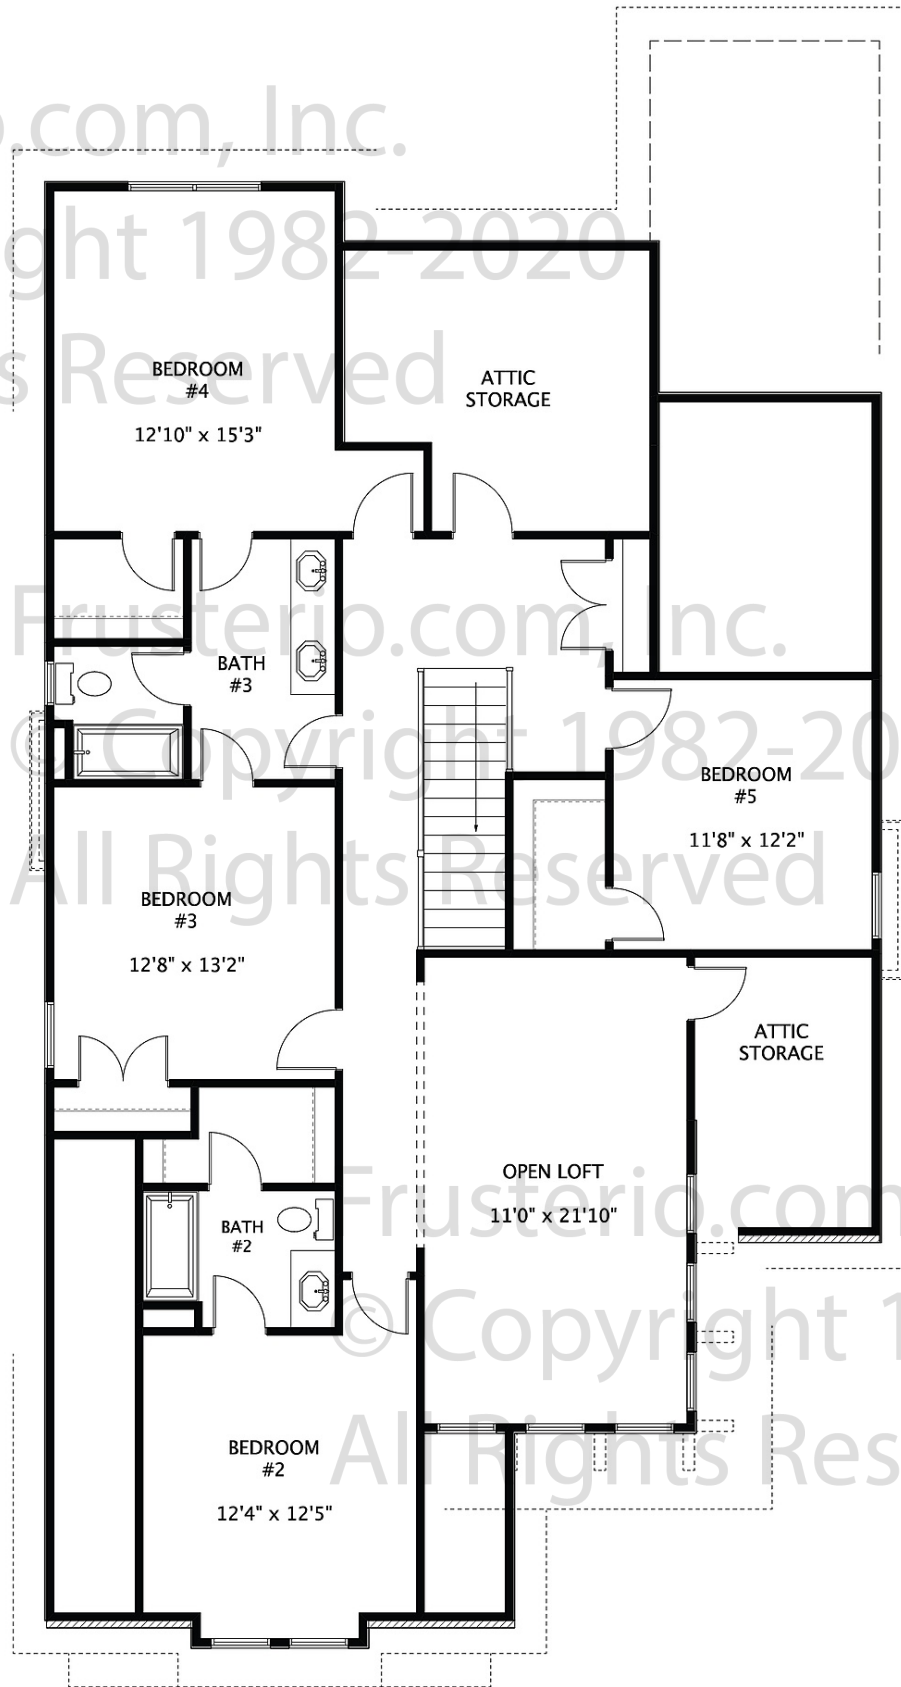 o.com, Inc.
ght 1982-2020
s Reserved
BEDROOM
#4
12'10" x 15'3"
ATTIC
STORAGE
Frusterio.com, Inc.
BATH
#3
© Copyright 1982-20
BEDROOM
#5
11'8" x 12'2"
All Rights Reserved
BEDROOM
#3
12'8" x 13'2"
ATTIC
STORAGE
OPEN LOFT
11'0" x 21'10"
Frusterio.com
BATH
#2
© Copyright 1
All Rights Res
BEDROOM
#2
12'4" x 12'5"